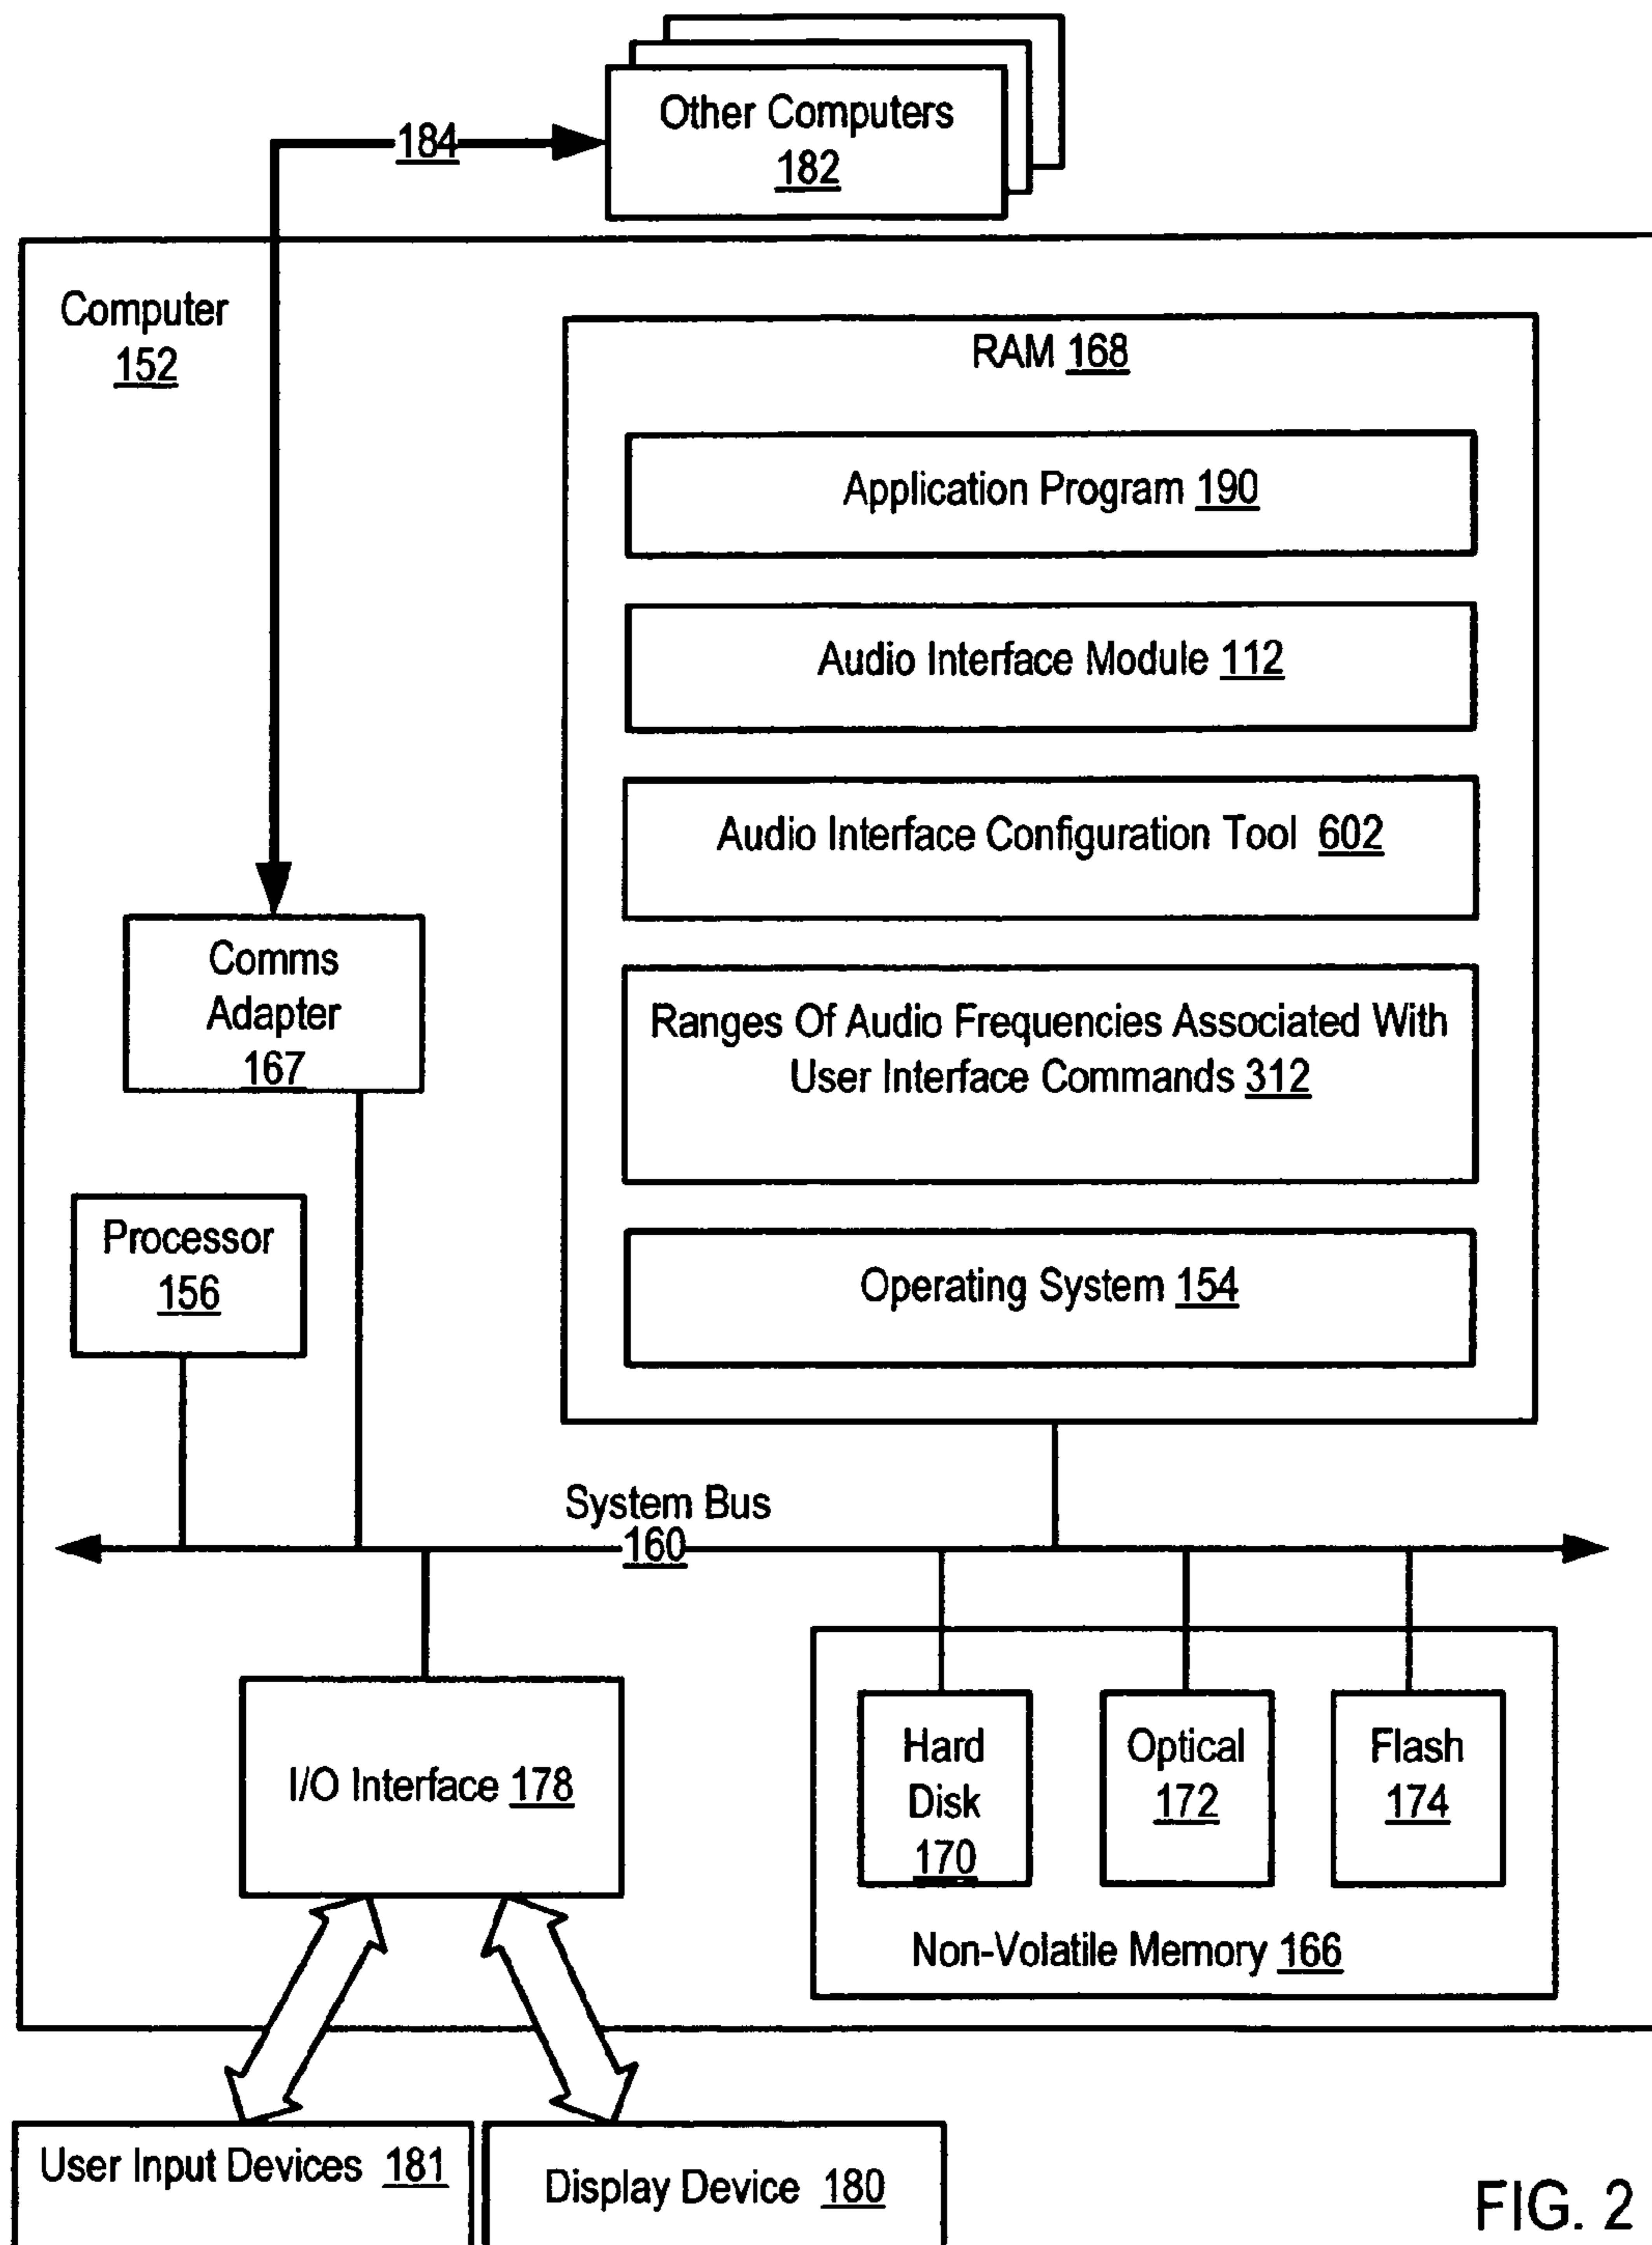 Other Computers
182
184
Computer
152
RAM 168
Application Program 190
Audio Interface Module 112
Audio Interface Configuration Tool 602
Comms
Adapter
167
Ranges Of Audio Frequencies Associated With
User Interface Commands 312
Processor
156
Operating System 154
System Bus
160
I/O Interface 178
Hard
Disk
170
Optical
172
Flash
174
Non-Volatile Memory 166
User Input Devices 181
Display Device 180
FIG. 2